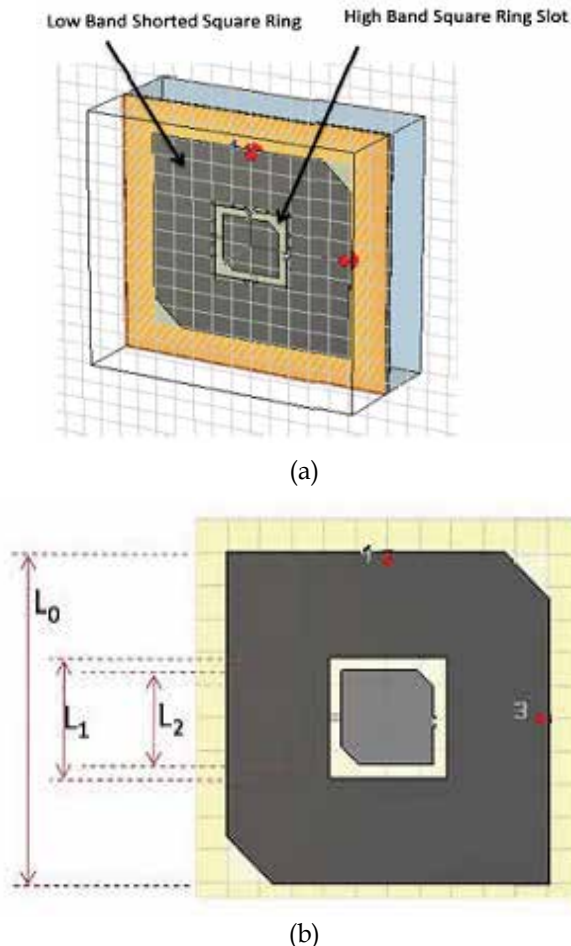 Low Band Shorted Square Ring
High Band Square Ring Slot
(a)
L₀
L₁
L₂
1
3
(b)